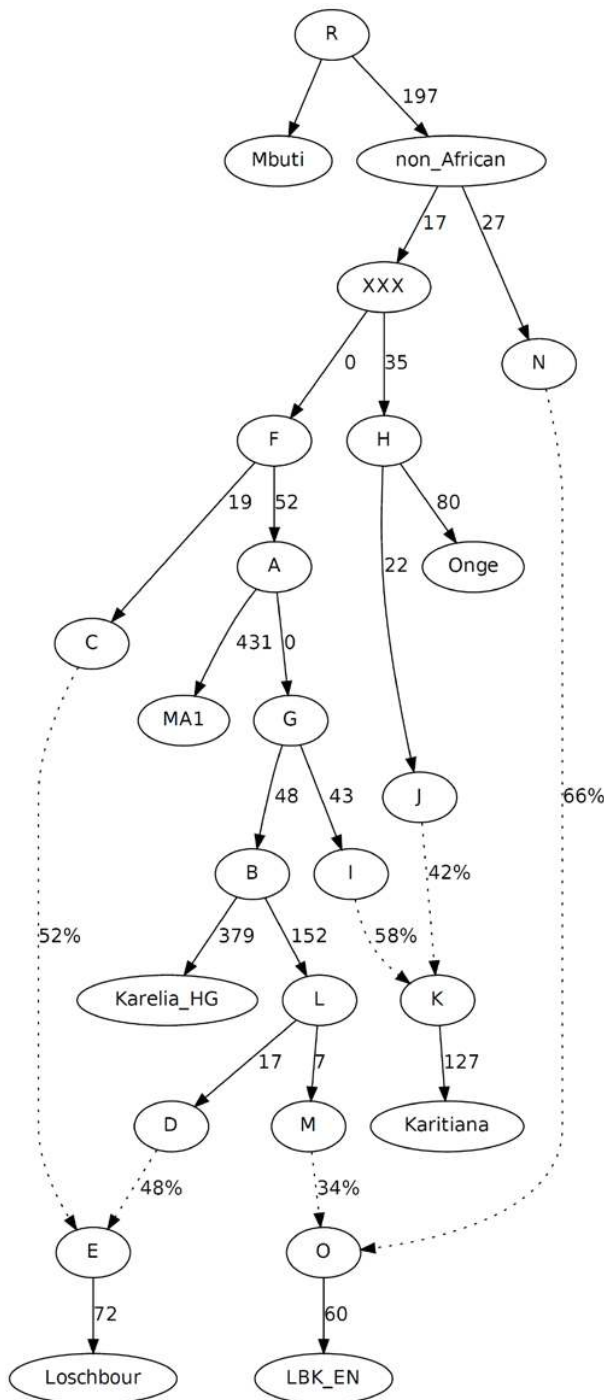 R
197
Mbuti
non_African
17
27
XXX
0
35
N
F
H
19
52
80
A
22
Onge
C
431
0
MA1
G
48
43
J
66%
B
I
42%
52%
379
152
58%
Karelia_HG
L
K
17
7
127
D
M
Karitiana
48%
34%
E
O
72
60
Loschbour
LBK_EN